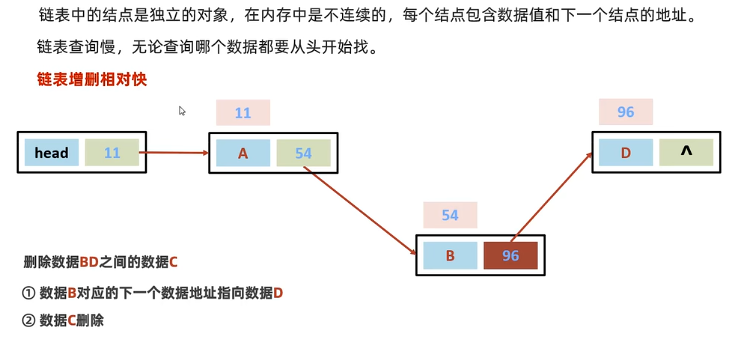 链表中的结点是独立的对象，在内存中是不连续的，每个结点包含数据值和下一个结点的地址。
链表查询慢，无论查询哪个数据都要从头开始找。
链表增删相对快
11
96
head 11
A 54
D ^
54
B 96
删除数据BD之间的数据C
① 数据B对应的下一个数据地址指向数据D
② 数据C删除